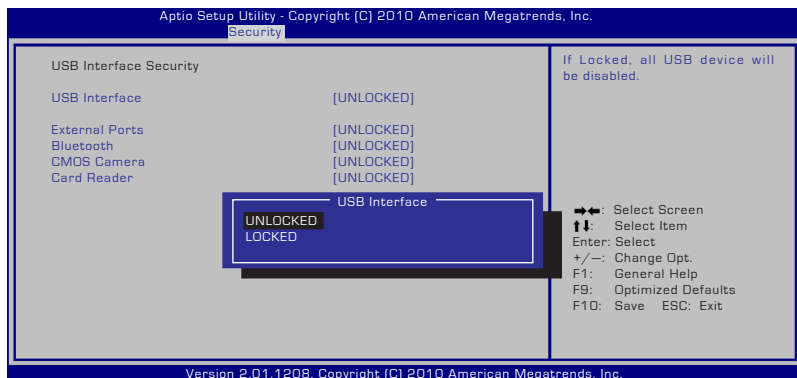 Aptio Setup Utility - Copyright (C) 2010 American Megatrends, Inc.
Security
USB Interface Security
USB Interface [UNLOCKED]
External Ports [UNLOCKED]
Bluetooth [UNLOCKED]
CMOS Camera [UNLOCKED]
Card Reader [UNLOCKED]
USB Interface
UNLOCKED
LOCKED
If Locked, all USB device will
be disabled.
→←: Select Screen
↑↓: Select Item
Enter: Select
+/—: Change Opt.
F1: General Help
F9: Optimized Defaults
F10: Save ESC: Exit
Version 2.01.1208. Copyright (C) 2010 American Megatrends, Inc.